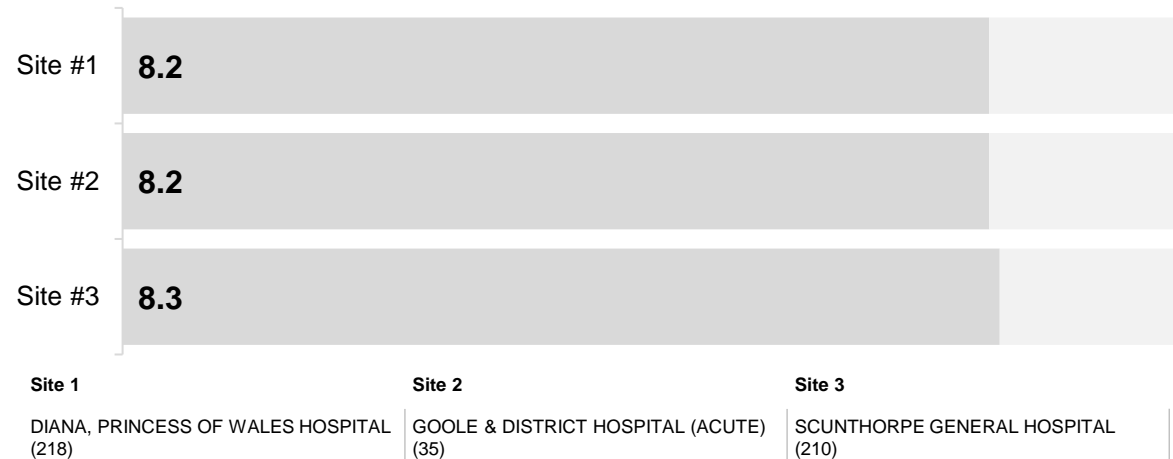 Site #1
8.2
Site #2
8.2
Site #3
8.3
Site 1
DIANA, PRINCESS OF WALES HOSPITAL
(218)
Site 2
GOOLE & DISTRICT HOSPITAL (ACUTE)
(35)
Site 3
SCUNTHORPE GENERAL HOSPITAL
(210)